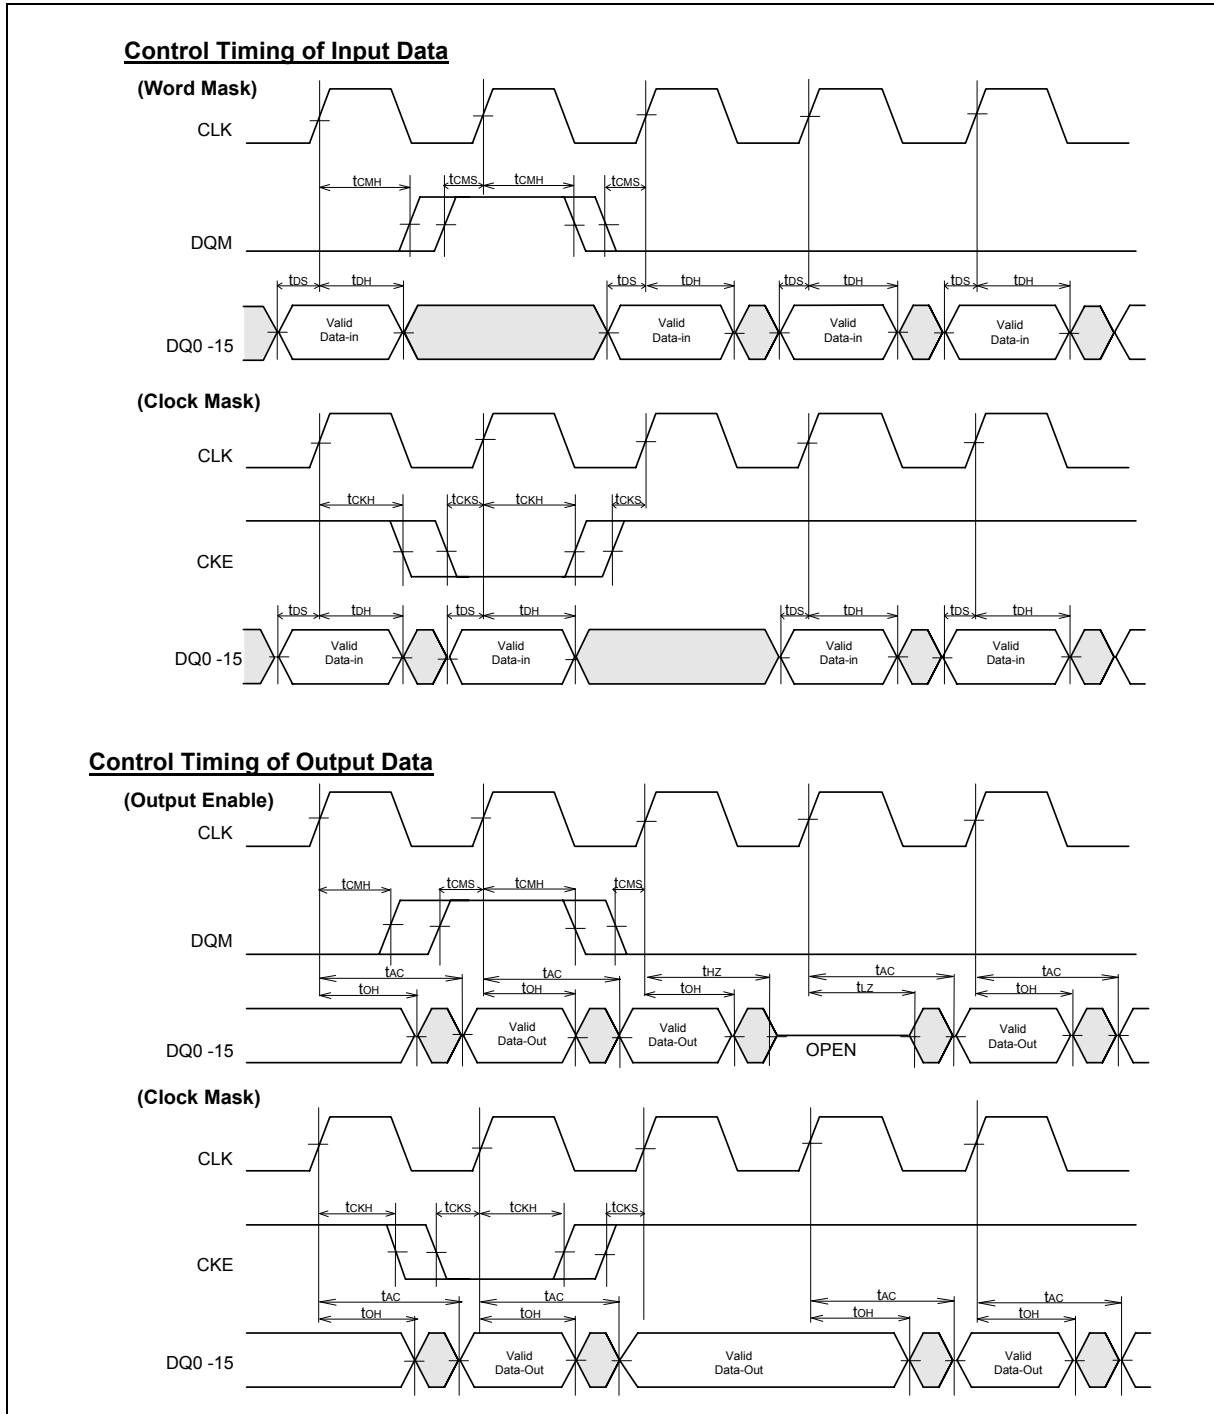 Control Timing of Input Data
(Word Mask)
CLK
tCMH tCMS tCMH tCMS
DQM
tDS tDH tDS tDH tDS tDH tDS tDH
DQ0 -15
Valid Data-in
Valid Data-in
Valid Data-in
Valid Data-in
(Clock Mask)
CLK
tCKH tCKS tCKH tCKS
CKE
tDS tDH tDS tDH tDS tDH tDS tDH
DQ0 -15
Valid Data-in
Valid Data-in
Valid Data-in
Valid Data-in
Control Timing of Output Data
(Output Enable)
CLK
tCMH tCMS tCMH tCMS
DQM
tAC tAC tHZ tAC tAC
tOH tOH tOH tLZ tOH
DQ0 -15
Valid Data-Out
Valid Data-Out
OPEN
Valid Data-Out
(Clock Mask)
CLK
tCKH tCKS tCKH tCKS
CKE
tAC tAC tAC tAC
tOH tOH tOH tOH
DQ0 -15
Valid Data-Out
Valid Data-Out
Valid Data-Out